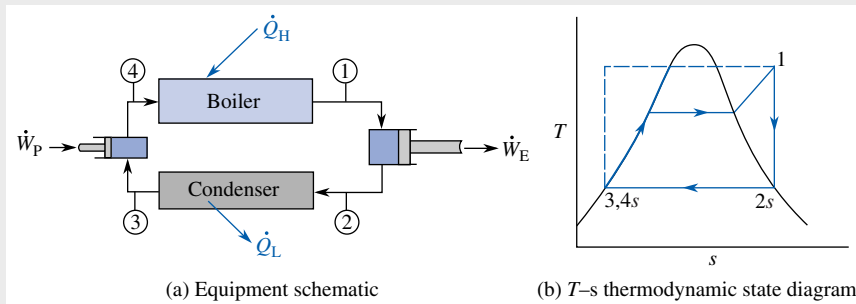 Q̇H
4
1
Boiler
ẆP
ẆE
Condenser
3
2
Q̇L
(a) Equipment schematic
T
1
3,4s
2s
s
(b) T–s thermodynamic state diagram